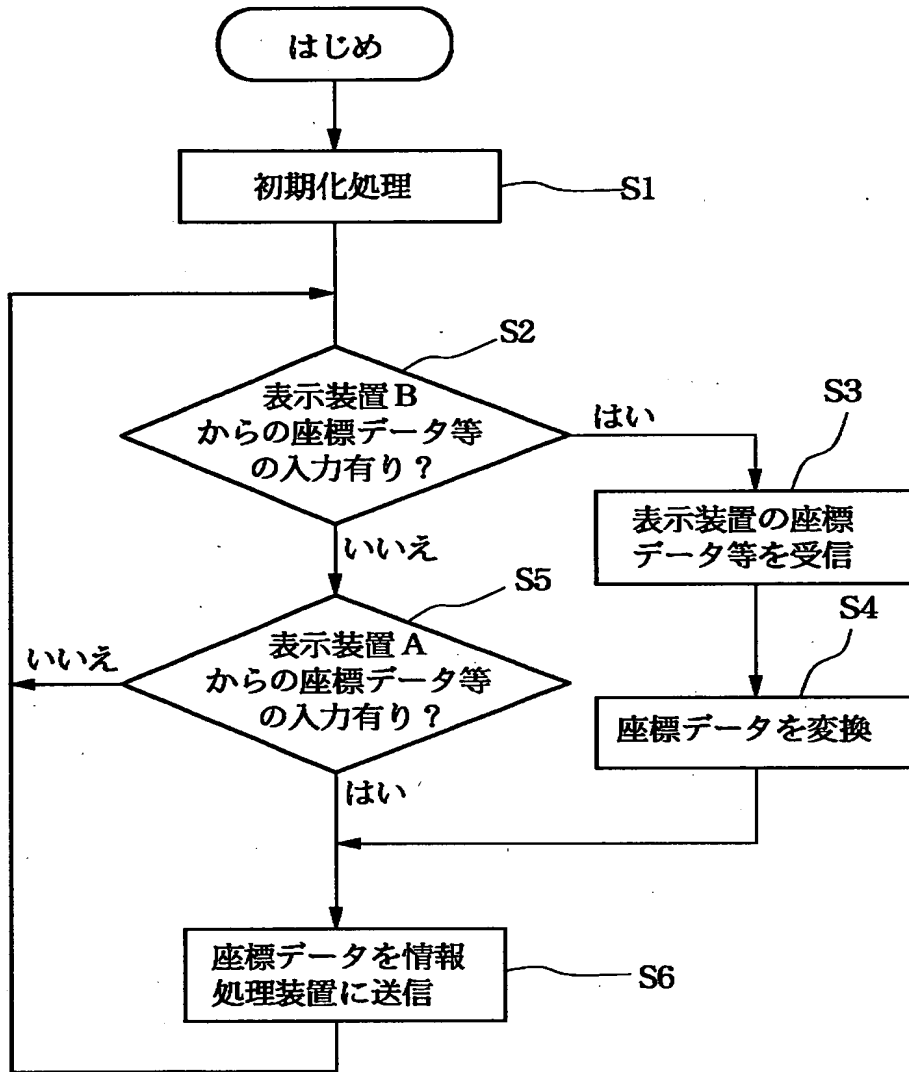 はじめ
初期化処理
S1
S2
表示装置B
からの座標データ等
の入力有り?
はい
S3
表示装置の座標
データ等を受信
いいえ
S5
S4
表示装置A
からの座標データ等
の入力有り?
いいえ
座標データを変換
はい
座標データを情報
処理装置に送信
S6